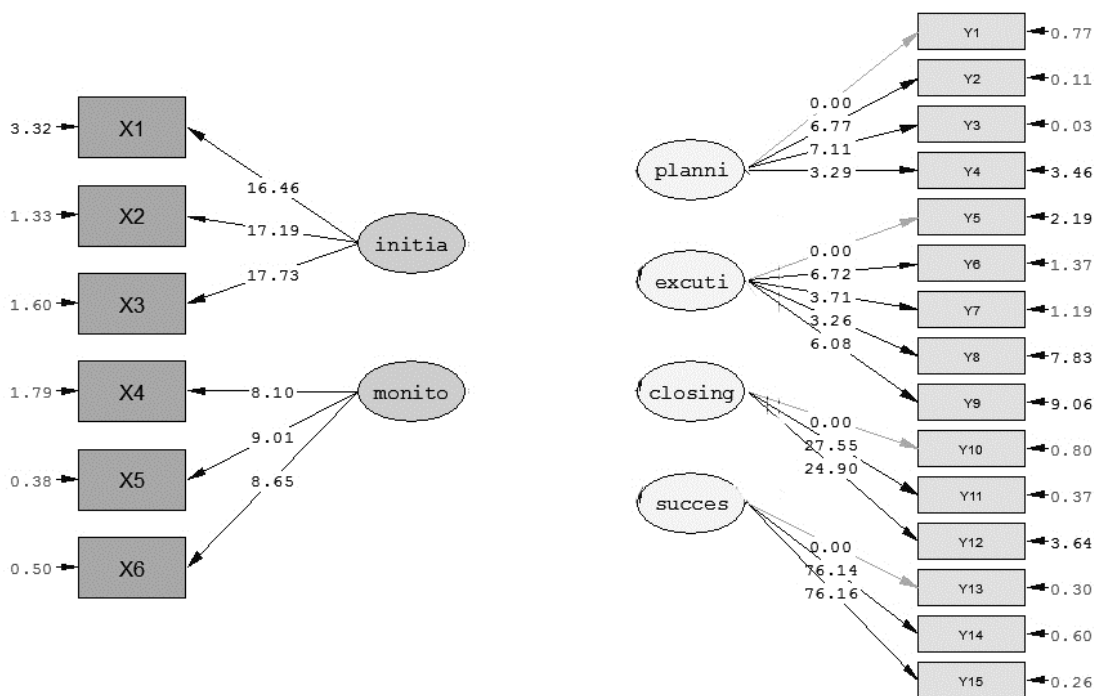 3.32
X1
16.46
1.33
X2
17.19
initia
1.60
X3
17.73
1.79
X4
8.10
monito
0.38
X5
9.01
0.50
X6
8.65
planni
0.00
6.77
7.11
3.29
Y1
0.77
Y2
0.11
Y3
0.03
Y4
3.46
excuti
0.00
6.72
3.71
3.26
6.08
Y5
2.19
Y6
1.37
Y7
1.19
Y8
7.83
Y9
9.06
closing
0.00
27.55
24.90
Y10
0.80
Y11
0.37
Y12
3.64
succes
0.00
76.14
76.16
Y13
0.30
Y14
0.60
Y15
0.26